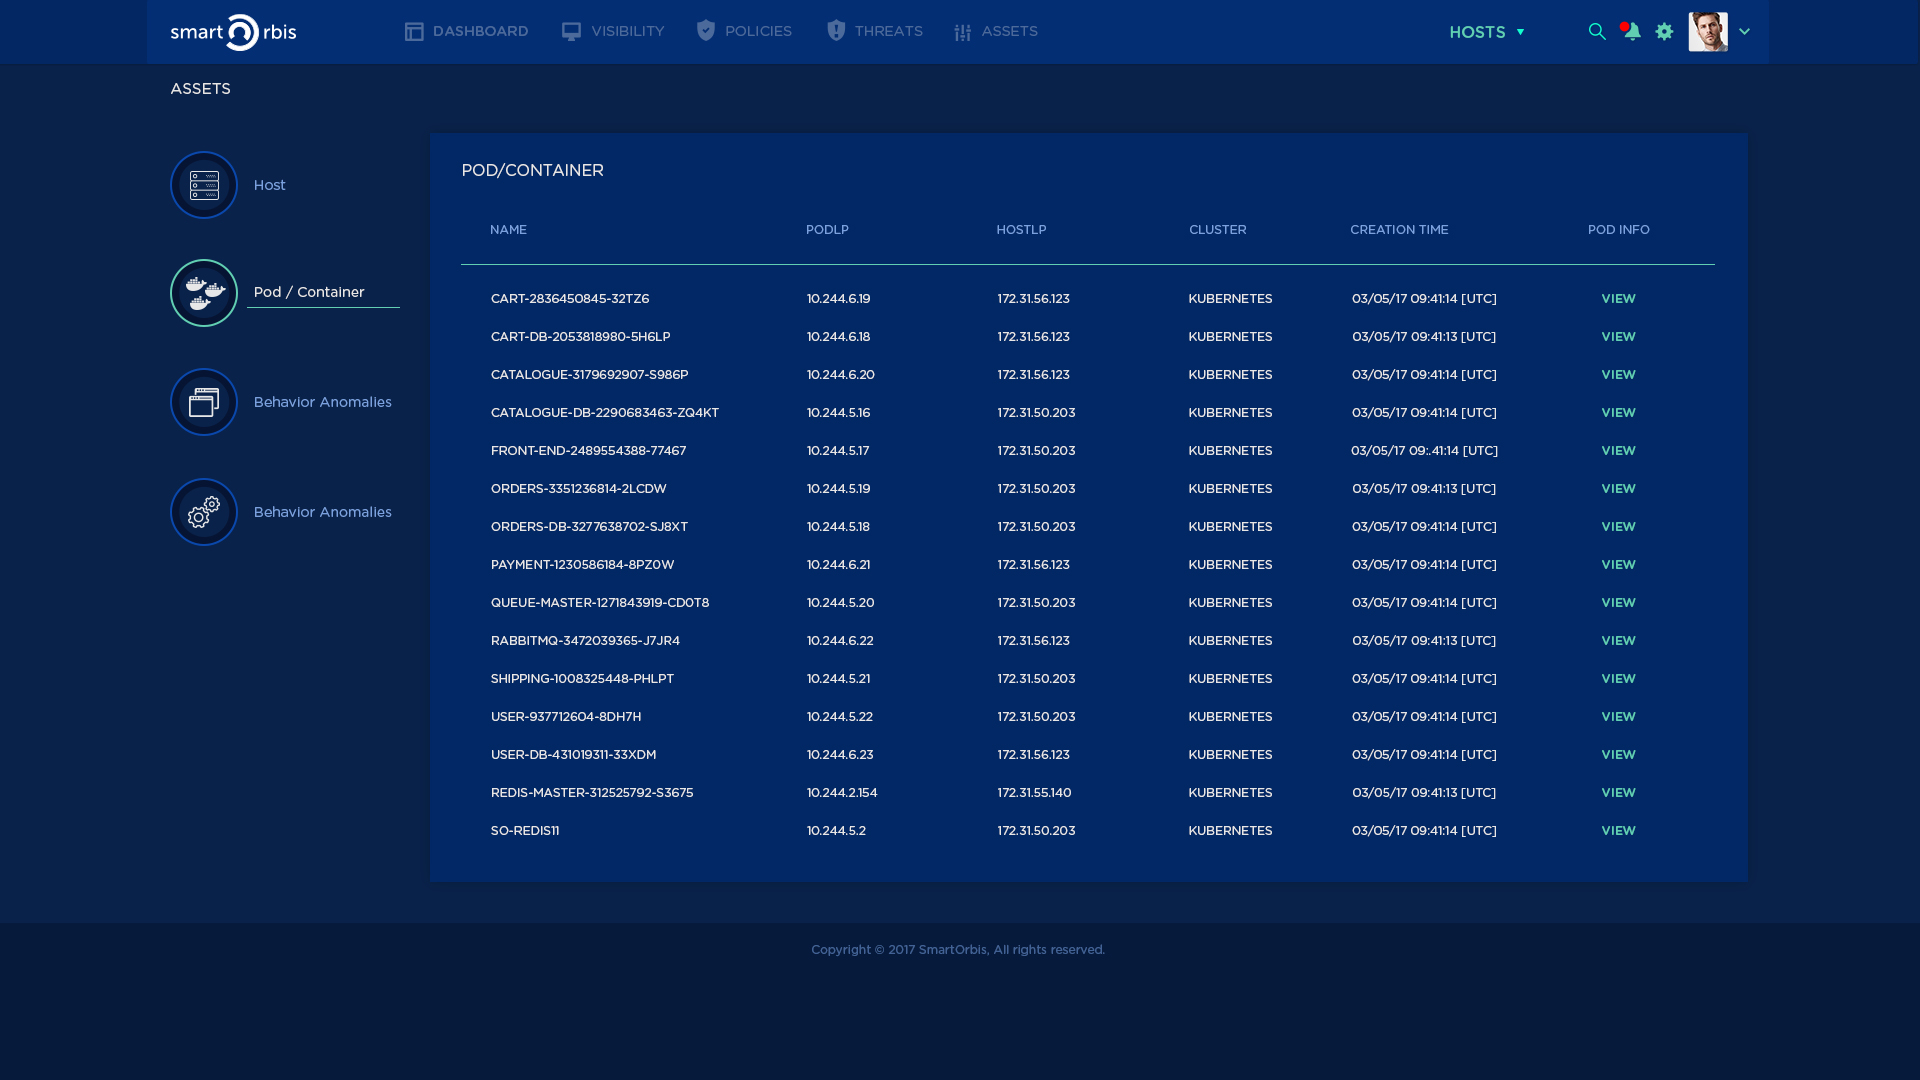 smart Orbis DASHBOARD VISIBILITY POLICIES THREATS ASSETS HOSTS ▼
ASSETS
Host
Pod / Container
Behavior Anomalies
Behavior Anomalies
POD/CONTAINER
NAME PODLP HOSTLP CLUSTER CREATION TIME POD INFO
CART-2836450845-32TZ6 10.244.6.19 172.31.56.123 KUBERNETES 03/05/17 09:41:14 [UTC] VIEW
CART-DB-2053818980-5H6LP 10.244.6.18 172.31.56.123 KUBERNETES 03/05/17 09:41:13 [UTC] VIEW
CATALOGUE-3179692907-S986P 10.244.6.20 172.31.56.123 KUBERNETES 03/05/17 09:41:14 [UTC] VIEW
CATALOGUE-DB-2290683463-ZQ4KT 10.244.5.16 172.31.50.203 KUBERNETES 03/05/17 09:41:14 [UTC] VIEW
FRONT-END-2489554388-77467 10.244.5.17 172.31.50.203 KUBERNETES 03/05/17 09:.41:14 [UTC] VIEW
ORDERS-3351236814-2LCDW 10.244.5.19 172.31.50.203 KUBERNETES 03/05/17 09:41:13 [UTC] VIEW
ORDERS-DB-3277638702-SJ8XT 10.244.5.18 172.31.50.203 KUBERNETES 03/05/17 09:41:14 [UTC] VIEW
PAYMENT-1230586184-8PZ0W 10.244.6.21 172.31.56.123 KUBERNETES 03/05/17 09:41:14 [UTC] VIEW
QUEUE-MASTER-1271843919-CD0T8 10.244.5.20 172.31.50.203 KUBERNETES 03/05/17 09:41:14 [UTC] VIEW
RABBITMQ-3472039365-J7JR4 10.244.6.22 172.31.56.123 KUBERNETES 03/05/17 09:41:13 [UTC] VIEW
SHIPPING-1008325448-PHLPT 10.244.5.21 172.31.50.203 KUBERNETES 03/05/17 09:41:14 [UTC] VIEW
USER-937712604-8DH7H 10.244.5.22 172.31.50.203 KUBERNETES 03/05/17 09:41:14 [UTC] VIEW
USER-DB-431019311-33XDM 10.244.6.23 172.31.56.123 KUBERNETES 03/05/17 09:41:14 [UTC] VIEW
REDIS-MASTER-312525792-S3675 10.244.2.154 172.31.55.140 KUBERNETES 03/05/17 09:41:13 [UTC] VIEW
SO-REDIS11 10.244.5.2 172.31.50.203 KUBERNETES 03/05/17 09:41:14 [UTC] VIEW
Copyright © 2017 SmartOrbis, All rights reserved.